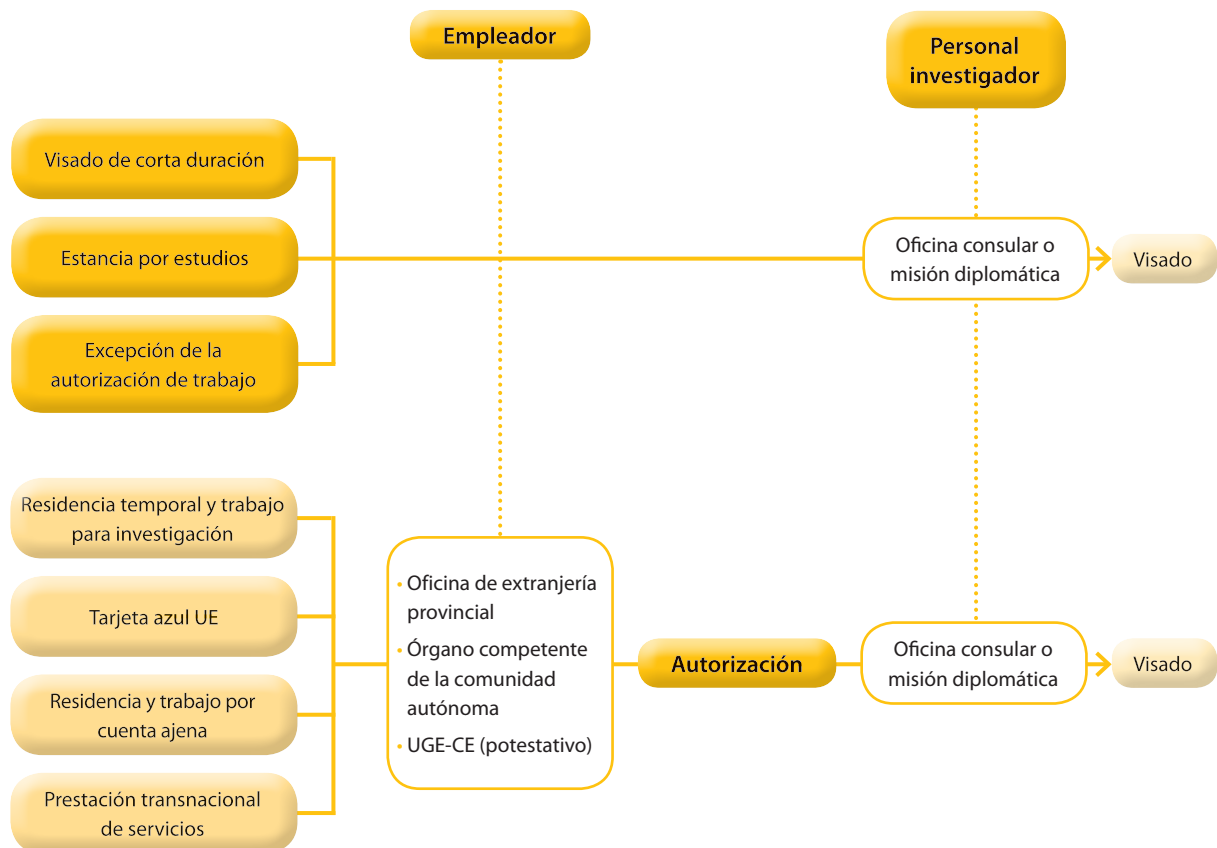 Empleador
Personal
investigador
Visado de corta duración
Estancia por estudios
Excepción de la
autorización de trabajo
Oficina consular o
misión diplomática
Visado
Residencia temporal y trabajo
para investigación
Tarjeta azul UE
Residencia y trabajo por
cuenta ajena
Prestación transnacional
de servicios
• Oficina de extranjería
provincial
• Órgano competente
de la comunidad
autónoma
• UGE-CE (potestativo)
Autorización
Oficina consular o
misión diplomática
Visado